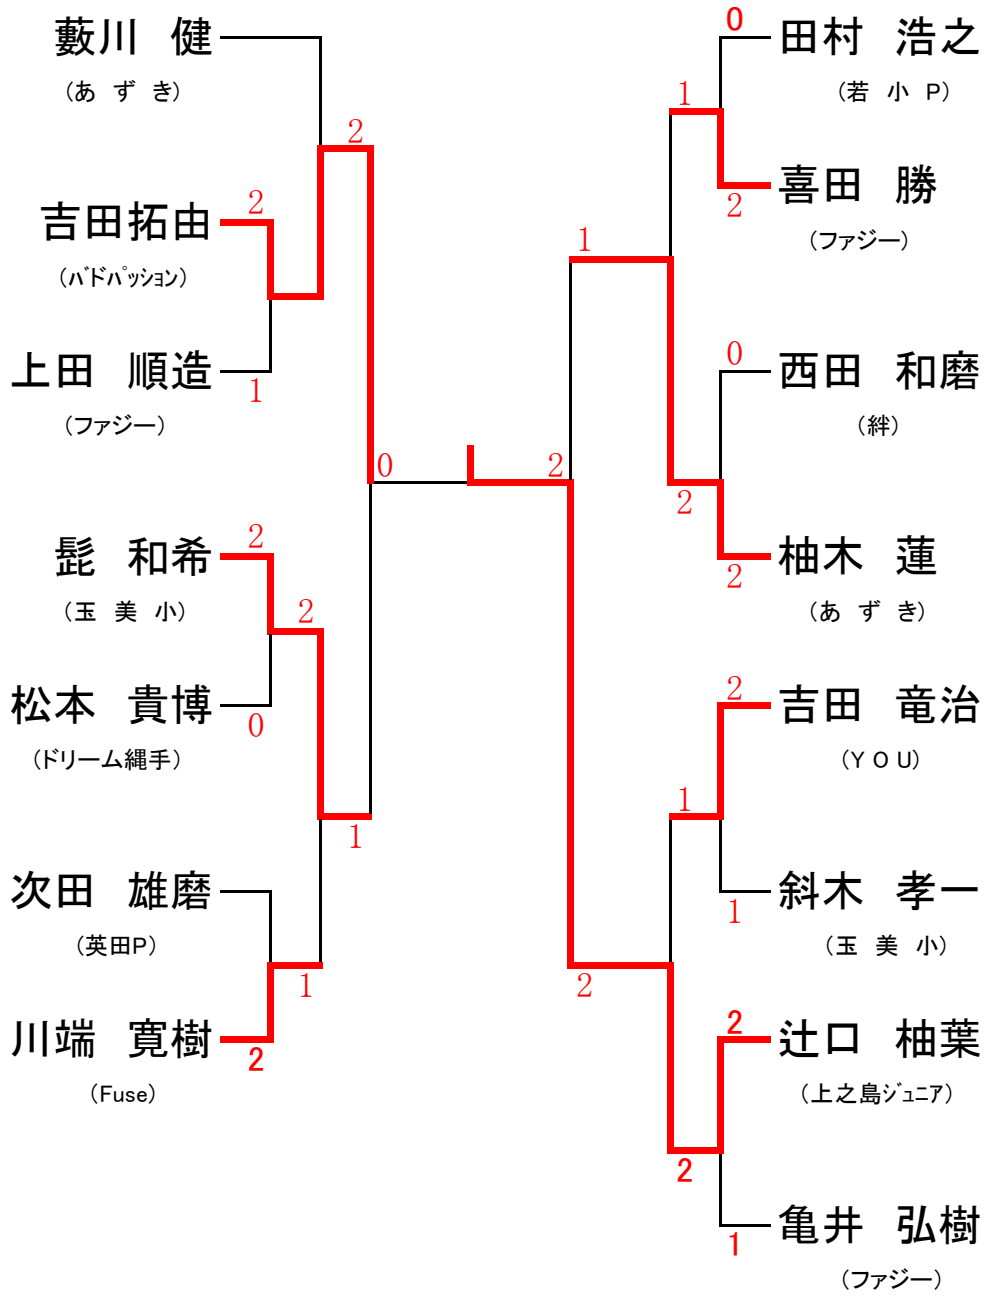 藪川 健
(あ ず き)
2
2
吉田拓由
(ﾊﾞﾄﾞﾊﾟｯｼｮﾝ)
上田 順造
1
(ファジー)
0
2
髭 和希
(玉 美 小)
2
松本 貴博
0
(ドリーム縄手)
1
次田 雄磨
(英田P)
1
川端 寛樹
2
(Fuse)
0
田村 浩之
(若 小 P)
1
喜田 勝
2
(ファジー)
1
0
西田 和磨
(絆)
2
2
柚木 蓮
2
(あ ず き)
2
吉田 竜治
(Y O U)
1
斜木 孝一
1
(玉 美 小)
2
2
辻口 柚葉
(上之島ｼﾞｭﾆｱ)
2
亀井 弘樹
1
(ファジー)